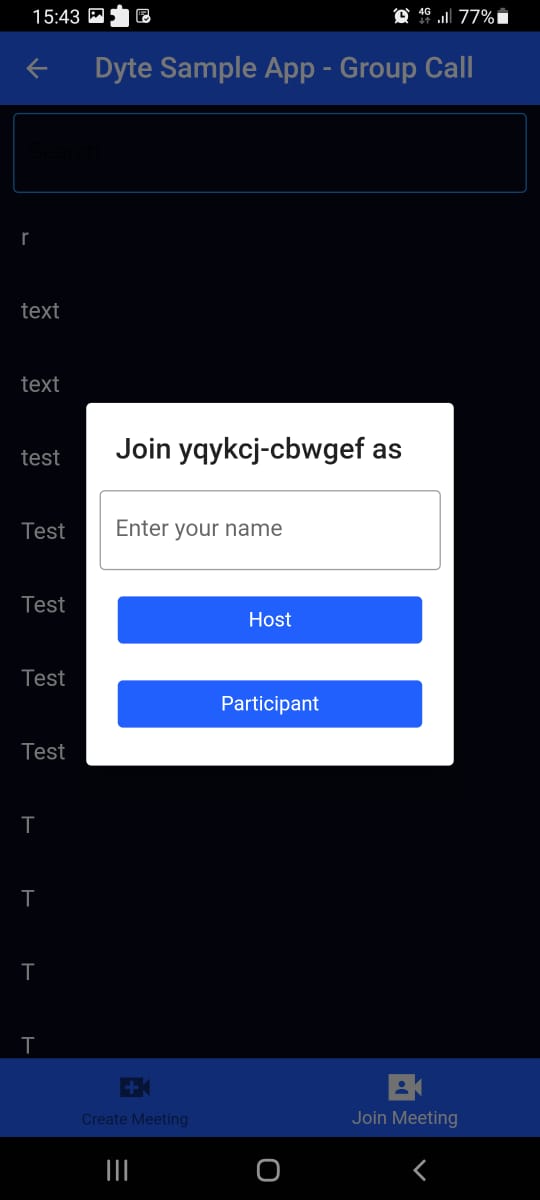 15:43 4G 77%
Dyte Sample App - Group Call
Search
r
text
text
test
Test
Test
Test
Test
T
T
T
T
Join yqykcj-cbwgef as
Enter your name
Host
Participant
Create Meeting
Join Meeting